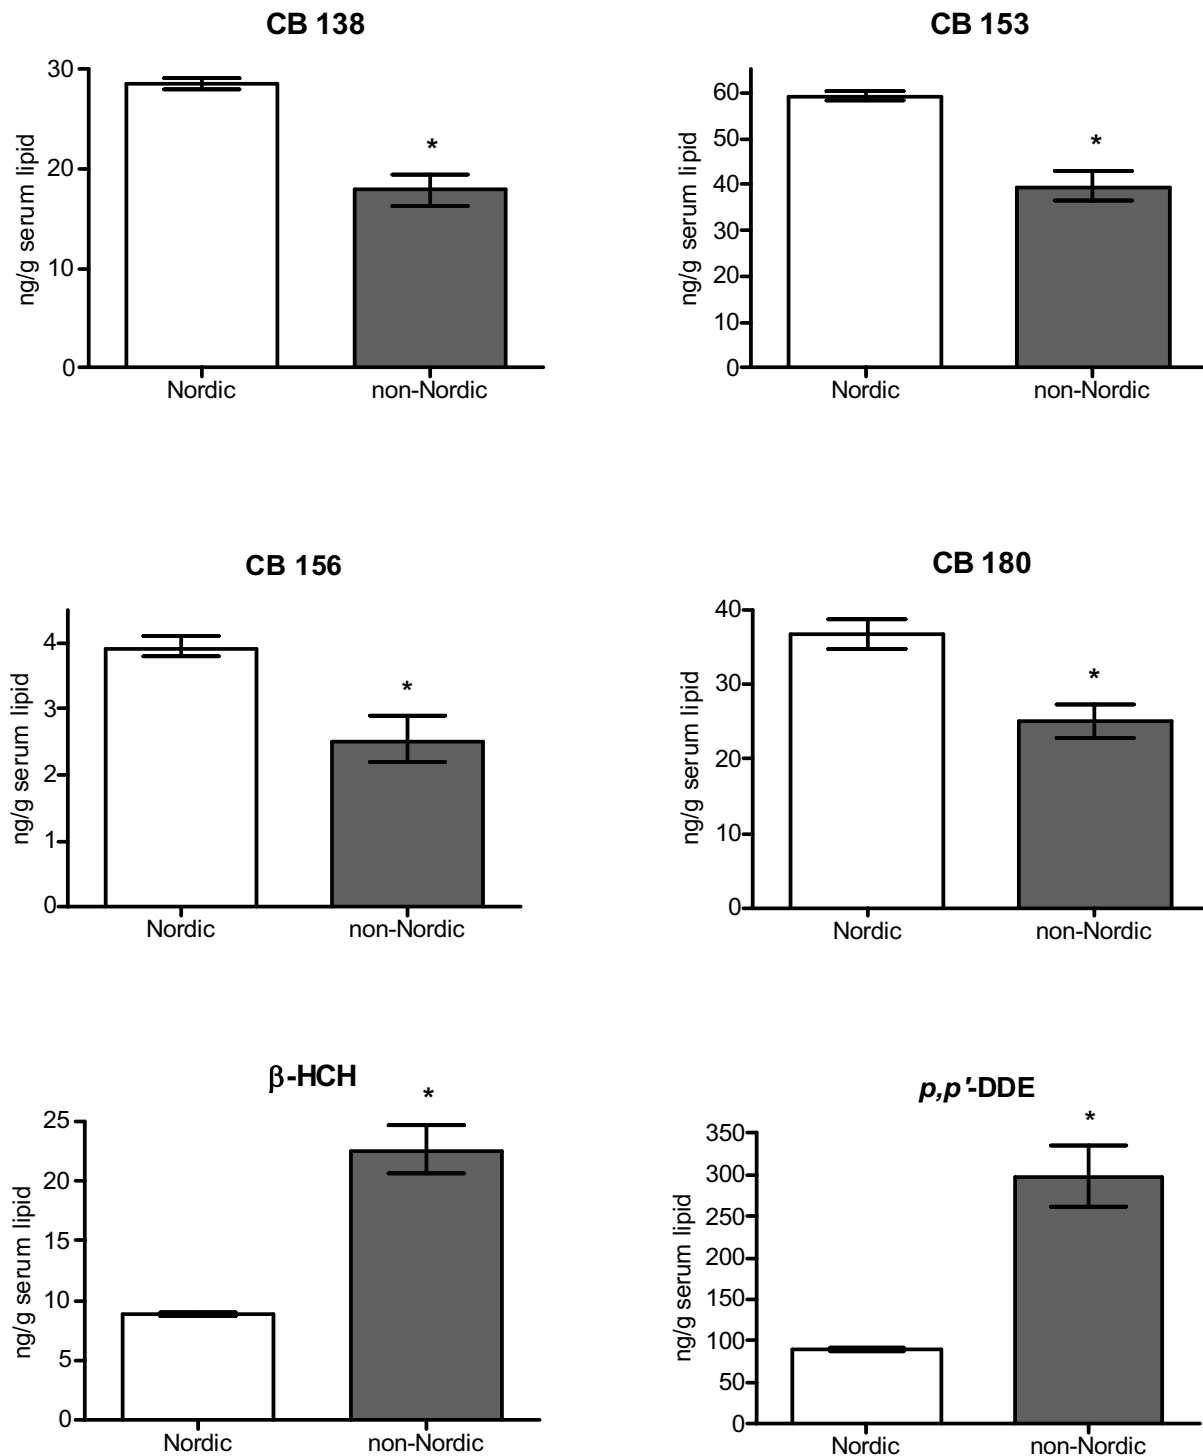 CB 138
ng/g serum lipid
30
20
10
0
*
Nordic
non-Nordic
CB 153
ng/g serum lipid
60
50
40
30
20
10
0
*
Nordic
non-Nordic
CB 156
ng/g serum lipid
4
3
2
1
0
*
Nordic
non-Nordic
CB 180
ng/g serum lipid
40
30
20
10
0
*
Nordic
non-Nordic
β-HCH
ng/g serum lipid
25
20
15
10
5
0
*
Nordic
non-Nordic
p,p'-DDE
ng/g serum lipid
350
300
250
200
150
100
50
0
*
Nordic
non-Nordic